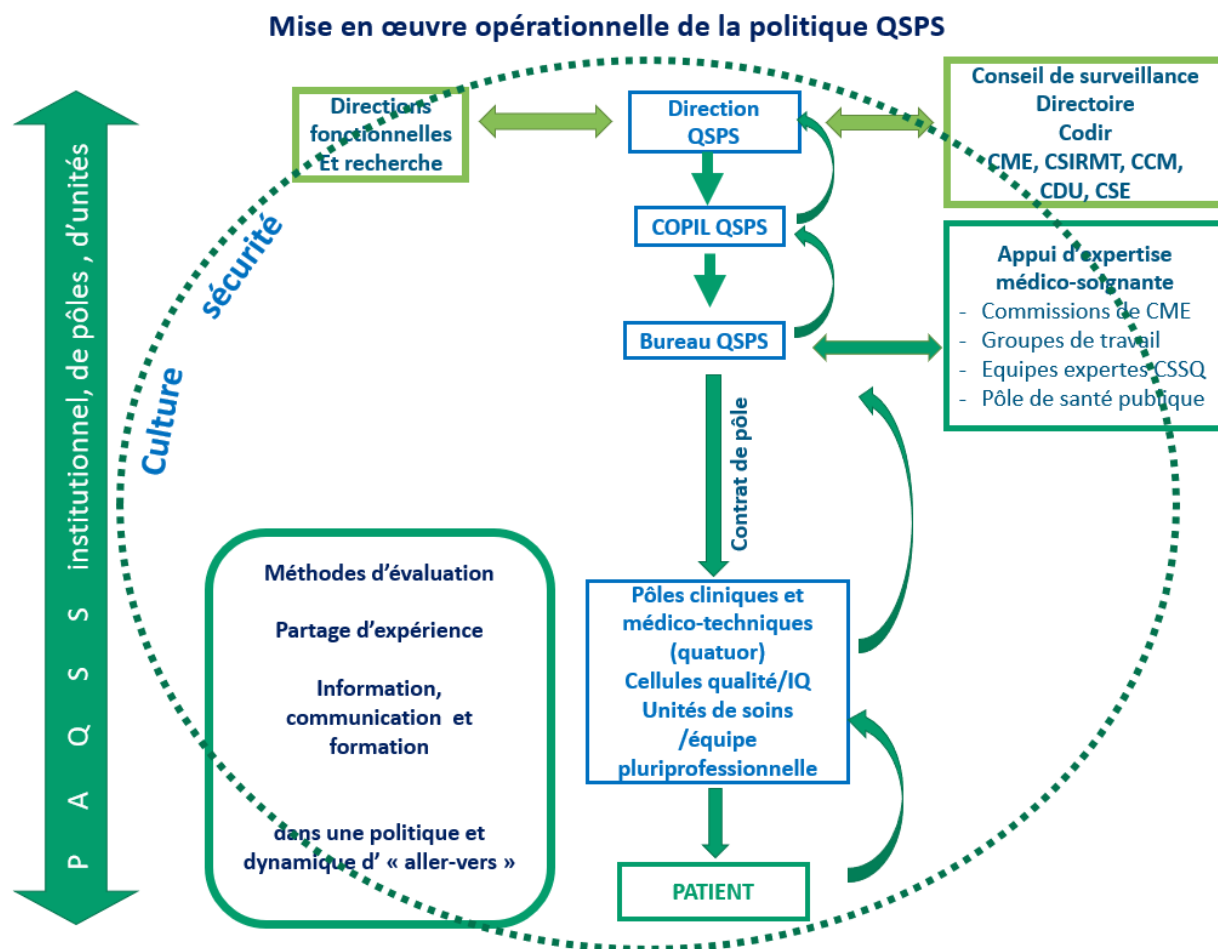 Mise en œuvre opérationnelle de la politique QSPS
Directions
fonctionnelles
Et recherche
Direction
QSPS
Conseil de surveillance
Directoire
Codir
CME, CSIRMT, CCM,
CDU, CSE
COPIL QSPS
Bureau QSPS
Appui d'expertise
médico-soignante
- Commissions de CME
- Groupes de travail
- Equipes expertes CSSQ
- Pôle de santé publique
P A Q S S institutionnel, de pôles , d'unités
Culture sécurité
Contrat de pôle
Méthodes d'évaluation
Partage d'expérience
Information,
communication et
formation
dans une politique et
dynamique d' « aller-vers »
Pôles cliniques et
médico-techniques
(quatuor)
Cellules qualité/IQ
Unités de soins
/équipe
pluriprofessionnelle
PATIENT